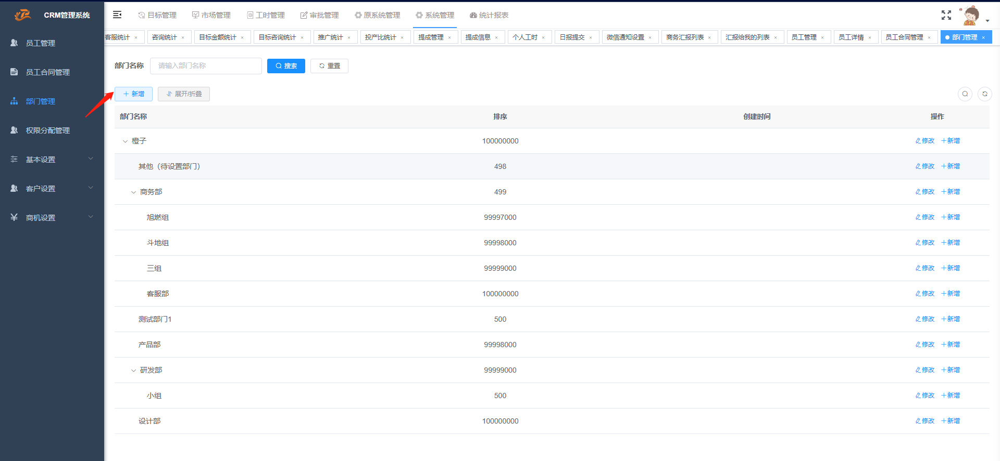 CRM管理系统
目标管理 市场管理 工时管理 审批管理 原系统管理 系统管理 统计报表
客服统计 × 咨询统计 × 目标金额统计 × 目标咨询统计 × 推广统计 × 投产比统计 × 提成管理 × 提成信息 × 个人工时 × 日报提交 × 微信通知设置 × 商务汇报列表 × 汇报给我的列表 × 员工管理 × 员工详情 × 员工合同管理 × 部门管理 ×
员工管理
员工合同管理
部门管理
权限分配管理
基本设置
客户设置
商机设置
部门名称 请输入部门名称 搜索 重置
新增 展开/折叠
部门名称 排序 创建时间 操作
橙子 100000000 修改 新增
其他（待设置部门） 498 修改 新增
商务部 499 修改 新增
旭燃组 99997000 修改 新增
斗地组 99998000 修改 新增
三组 99999000 修改 新增
客服部 100000000 修改 新增
测试部门1 500 修改 新增
产品部 99998000 修改 新增
研发部 99999000 修改 新增
小组 500 修改 新增
设计部 100000000 修改 新增